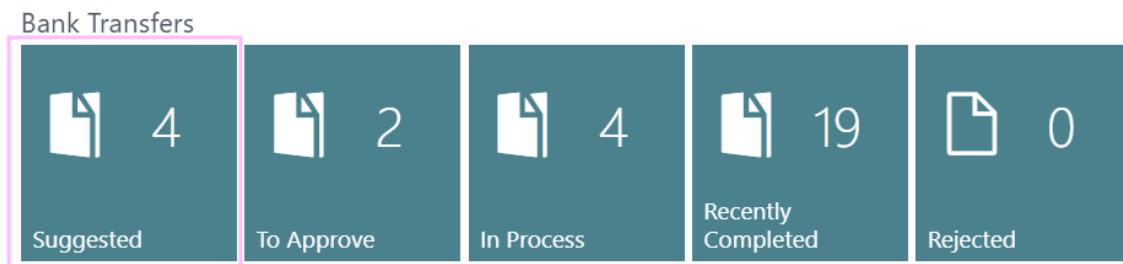 Bank Transfers
4
2
4
19
0
Suggested
To Approve
In Process
Recently
Completed
Rejected